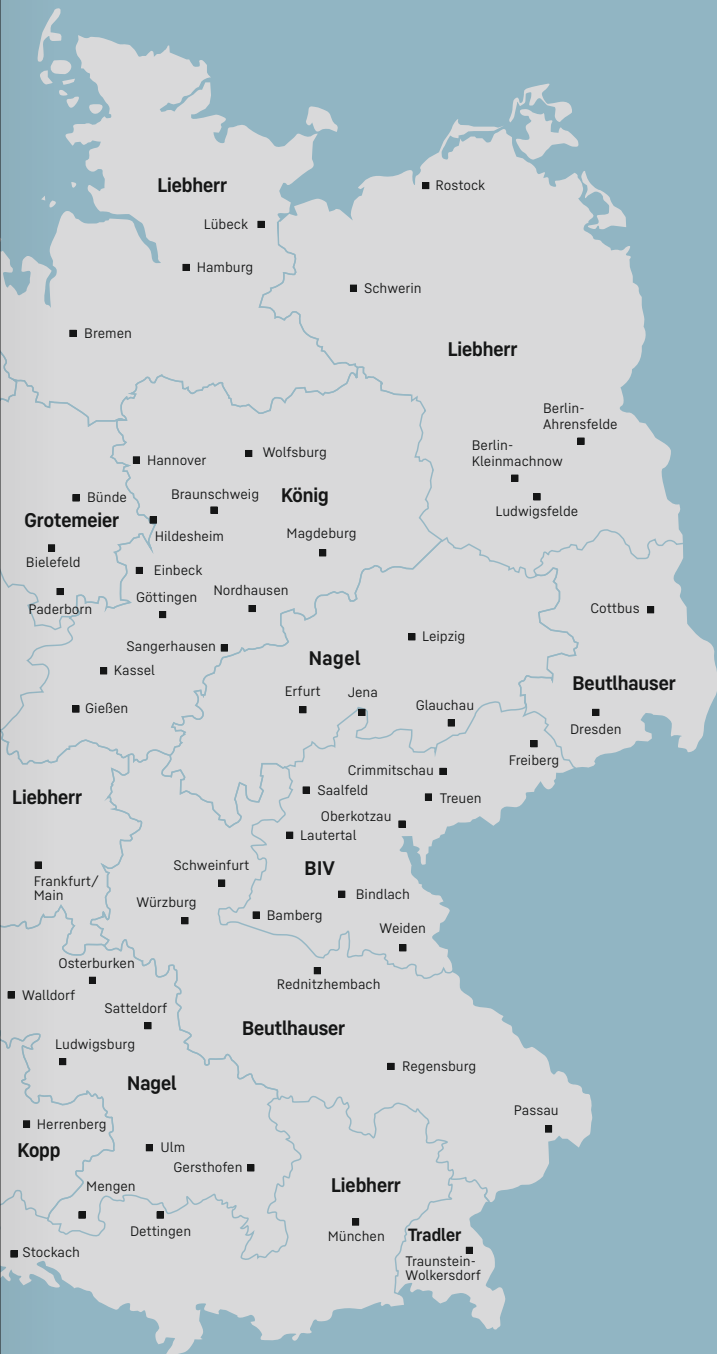 Liebherr
Rostock
Lübeck
Hamburg
Schwerin
Bremen
Liebherr
Berlin-
Ahrensfelde
Berlin-
Kleinmachnow
Ludwigsfelde
Hannover
Wolfsburg
Bünde
Braunschweig
König
Grotemeier
Hildesheim
Magdeburg
Bielefeld
Einbeck
Göttingen
Nordhausen
Paderborn
Cottbus
Sangerhausen
Leipzig
Nagel
Kassel
Beutlhauser
Erfurt
Jena
Gießen
Glauchau
Dresden
Freiberg
Crimmitschau
Liebherr
Saalfeld
Treuen
Oberkotzau
Lautertal
BIV
Schweinfurt
Frankfurt/
Main
Bindlach
Würzburg
Bamberg
Weiden
Osterburken
Rednitzhembach
Walldorf
Satteldorf
Beutlhauser
Ludwigsburg
Regensburg
Nagel
Passau
Herrenberg
Kopp
Ulm
Gersthofen
Mengen
Liebherr
Dettingen
München
Tradler
Stockach
Traunstein-
Wolkersdorf